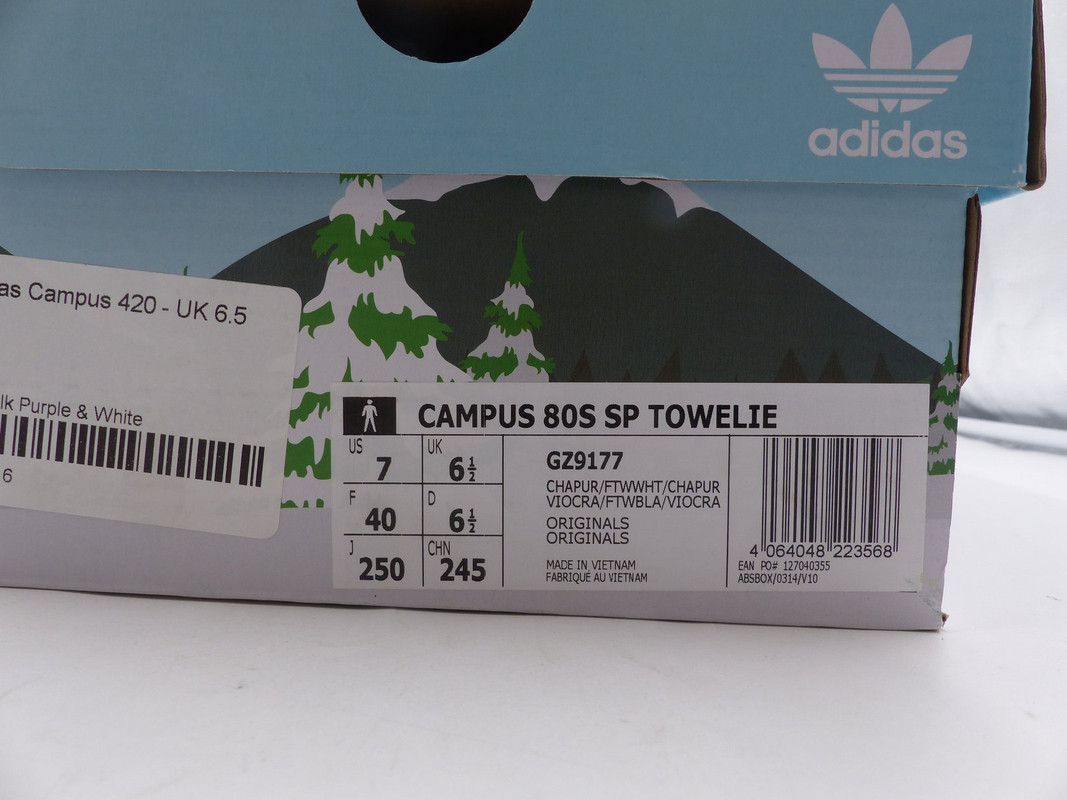 adidas
as Campus 420 - UK 6.5
lk Purple & White
6
CAMPUS 80S SP TOWELIE
US 7
UK 6½
F 40
D 6½
J 250
CHN 245
GZ9177
CHAPUR/FTWWHT/CHAPUR
VIOCRA/FTWBLA/VIOCRA
ORIGINALS
ORIGINALS
MADE IN VIETNAM
FABRIQUÉ AU VIETNAM
4 064048 223568
EAN PO# 127040355
ABSBOX/0314/V10